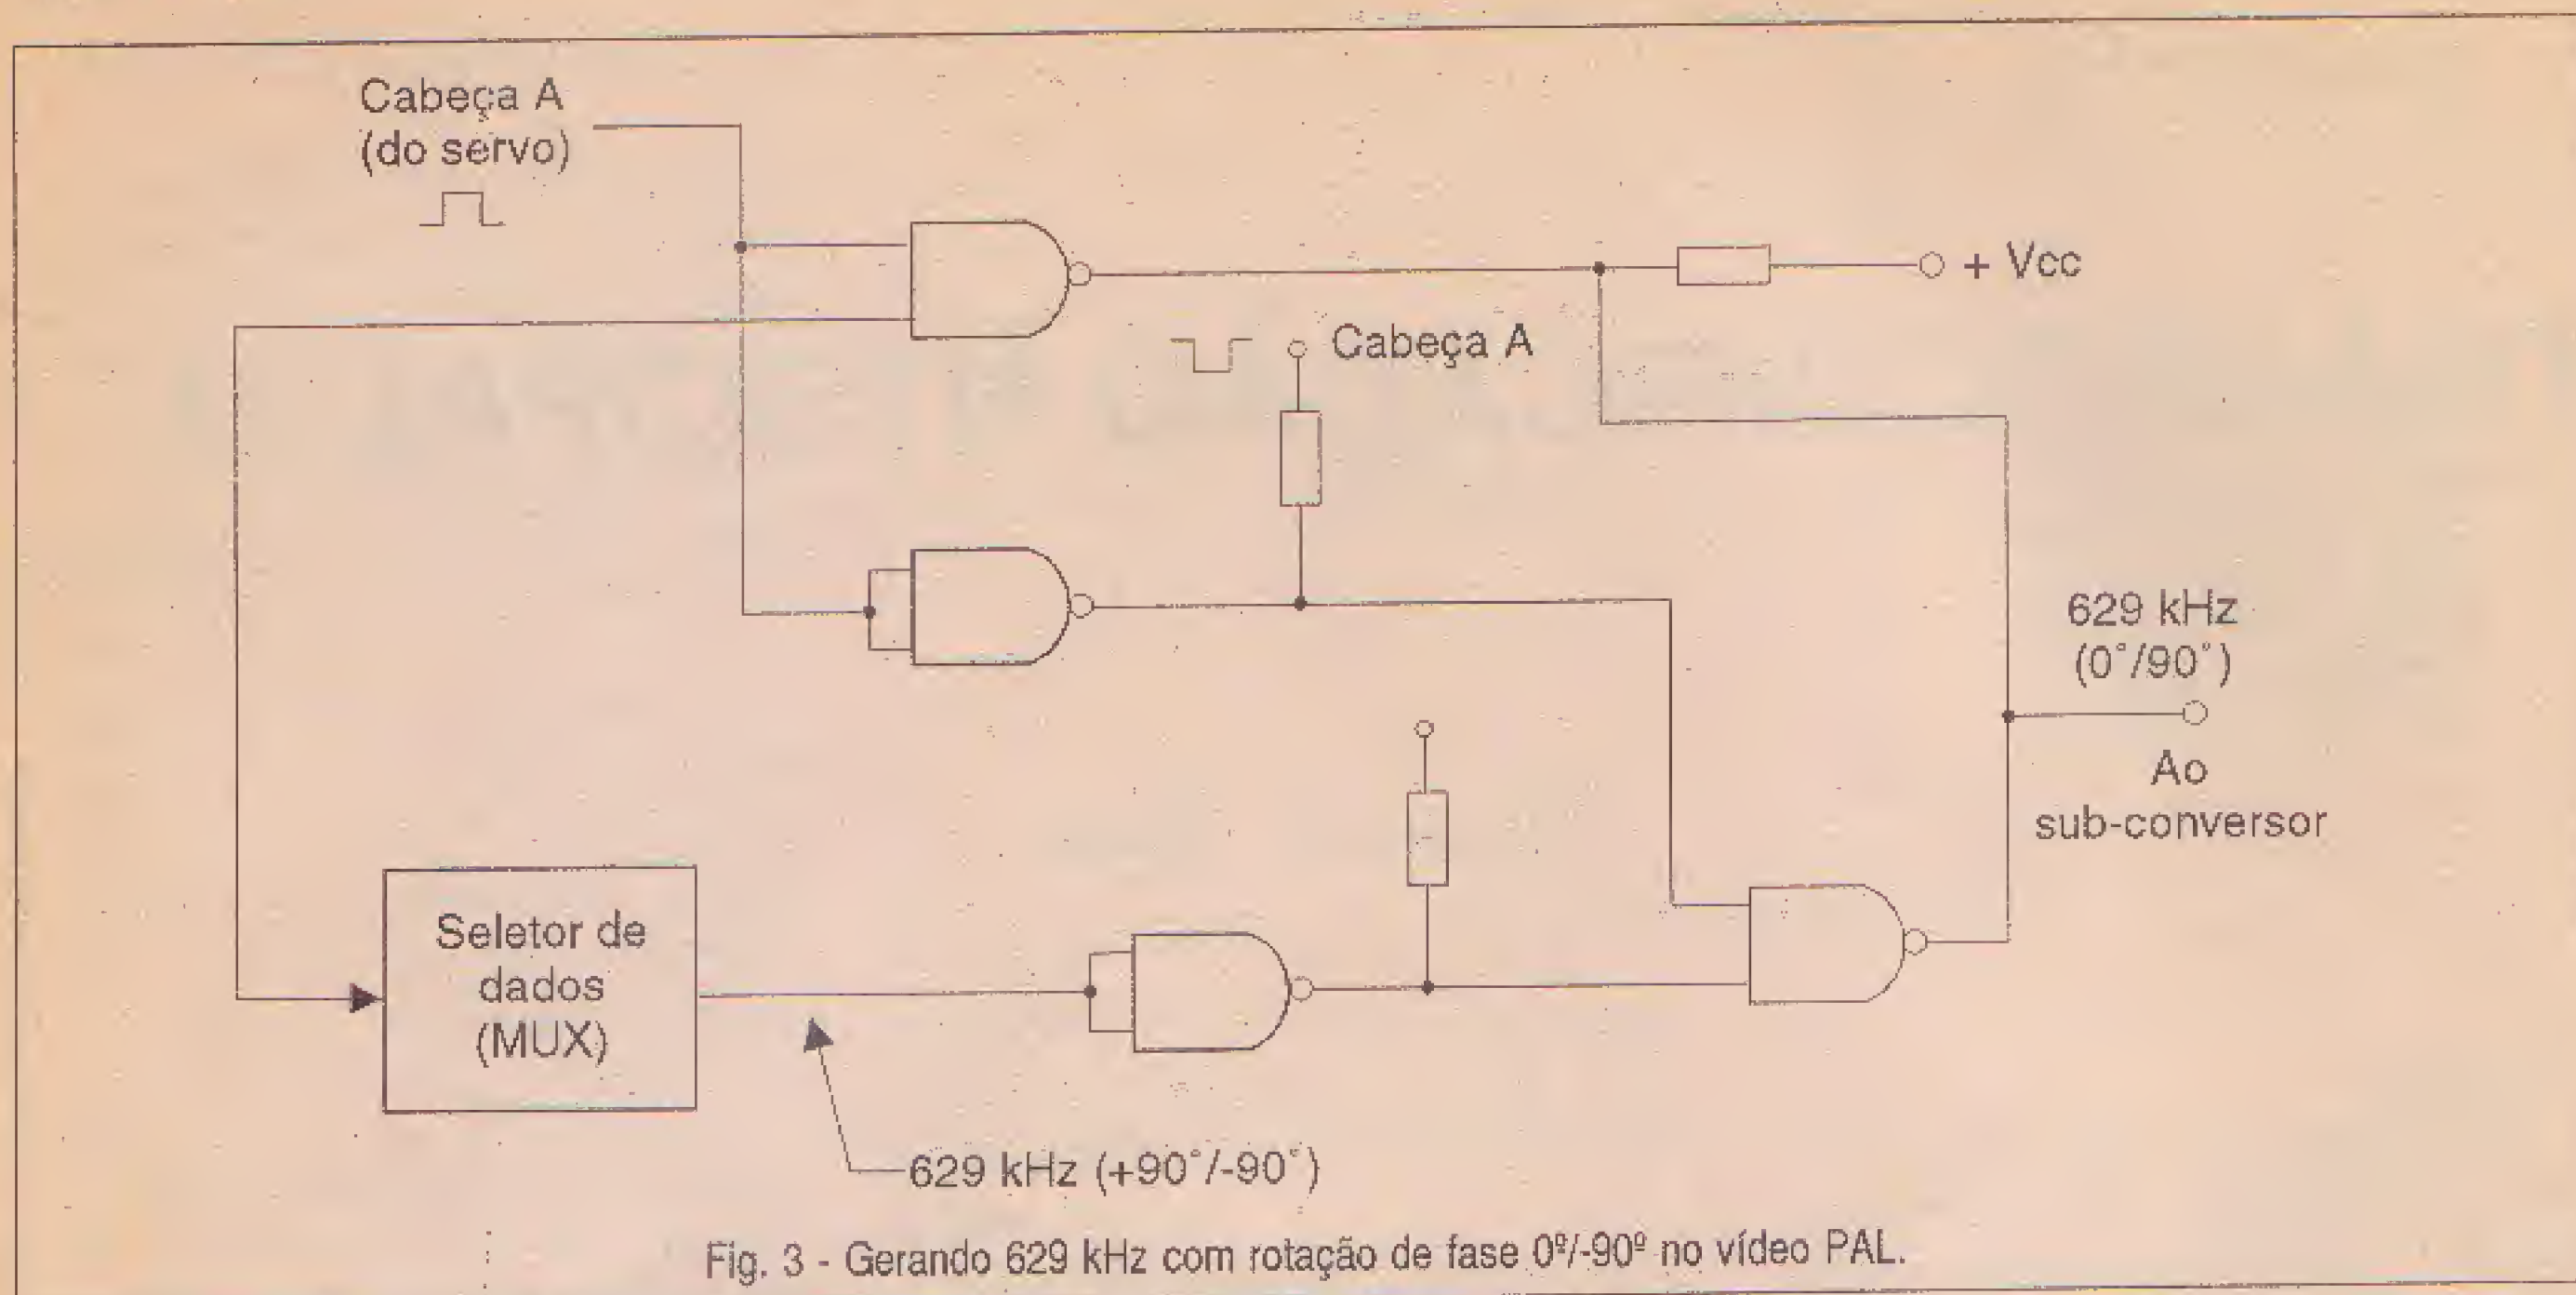 Cabeça A
(do servo)
+ Vcc
Cabeça A
629 kHz
(0°/90°)
Ao
sub-conversor
Seletor de
dados
(MUX)
629 kHz (+90°/-90°)
Fig. 3 - Gerando 629 kHz com rotação de fase 0º/-90º no vídeo PAL.